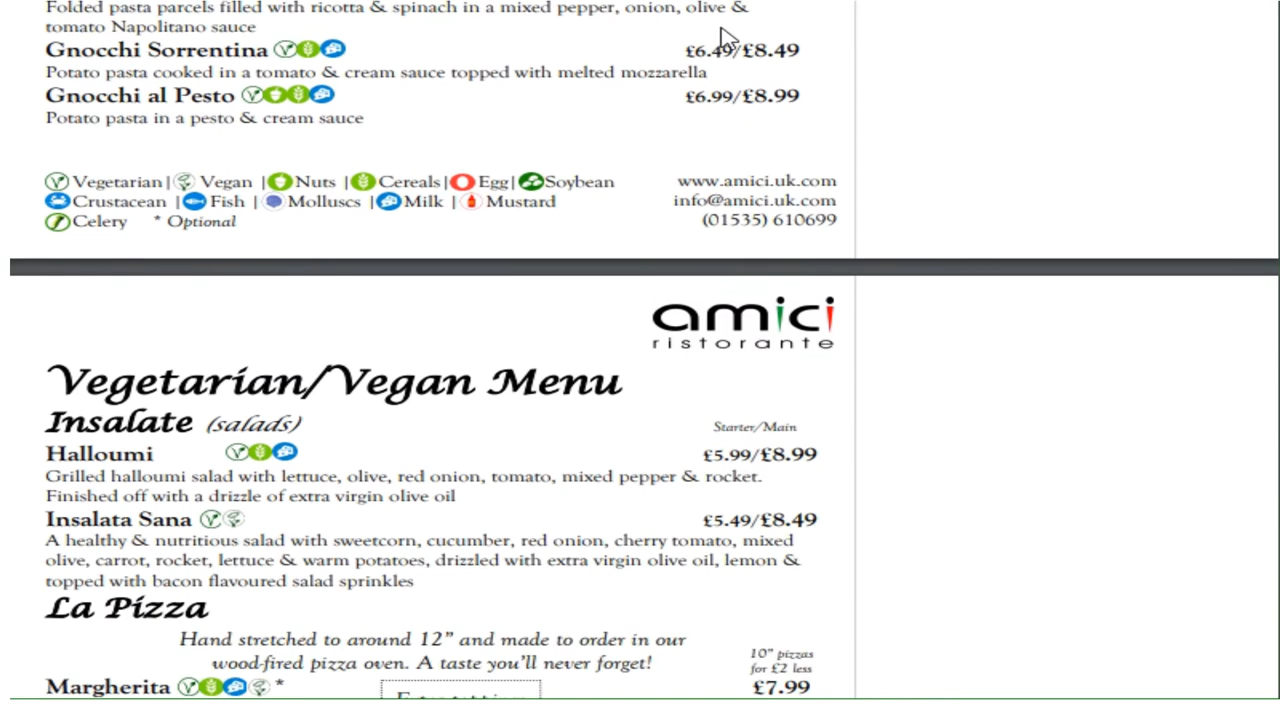 Folded pasta parcels filled with ricotta & spinach in a mixed pepper, onion, olive &
tomato Napolitano sauce
Gnocchi Sorrentina £6.49/£8.49
Potato pasta cooked in a tomato & cream sauce topped with melted mozzarella
Gnocchi al Pesto £6.99/£8.99
Potato pasta in a pesto & cream sauce
Vegetarian | Vegan | Nuts | Cereals | Egg | Soybean
Crustacean | Fish | Molluscs | Milk | Mustard
Celery * Optional
www.amici.uk.com
info@amici.uk.com
(01535) 610699
amici
ristorante
Vegetarian/Vegan Menu
Insalate (salads) Starter/Main
Halloumi £5.99/£8.99
Grilled halloumi salad with lettuce, olive, red onion, tomato, mixed pepper & rocket.
Finished off with a drizzle of extra virgin olive oil
Insalata Sana £5.49/£8.49
A healthy & nutritious salad with sweetcorn, cucumber, red onion, cherry tomato, mixed
olive, carrot, rocket, lettuce & warm potatoes, drizzled with extra virgin olive oil, lemon &
topped with bacon flavoured salad sprinkles
La Pizza
Hand stretched to around 12" and made to order in our
wood-fired pizza oven. A taste you'll never forget!
10" pizzas
for £2 less
Margherita * £7.99